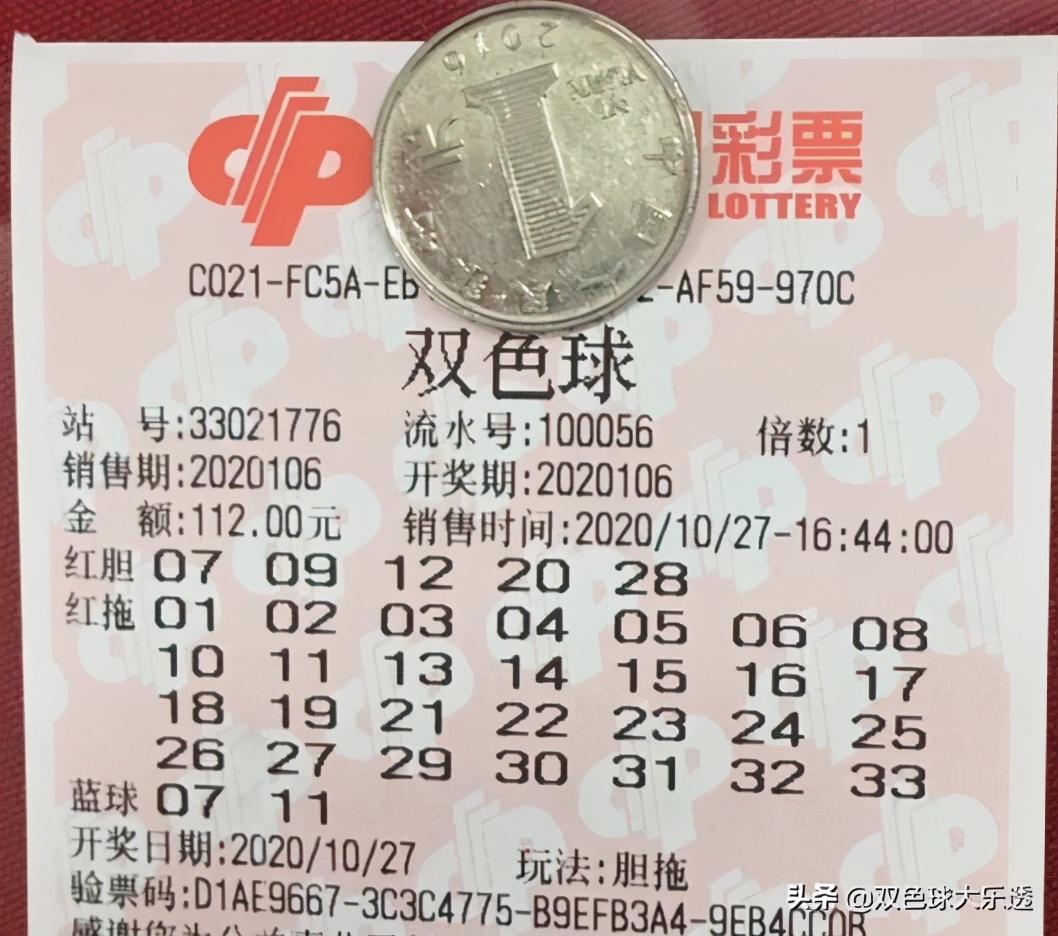 彩票
LOTTERY
C021-FC5A-EB -AF59-970C
双色球
站 号:33021776 流水号:100056 倍数:1
销售期:2020106 开奖期:2020106
金 额:112.00元 销售时间:2020/10/27-16:44:00
红胆 07 09 12 20 28
红拖 01 02 03 04 05 06 08
10 11 13 14 15 16 17
18 19 21 22 23 24 25
26 27 29 30 31 32 33
蓝球 07 11
开奖日期:2020/10/27 玩法:胆拖
验票码:D1AE9667-3C3C4775-B9EFB3A4-9EB4CC0B
头条 @双色球大乐透